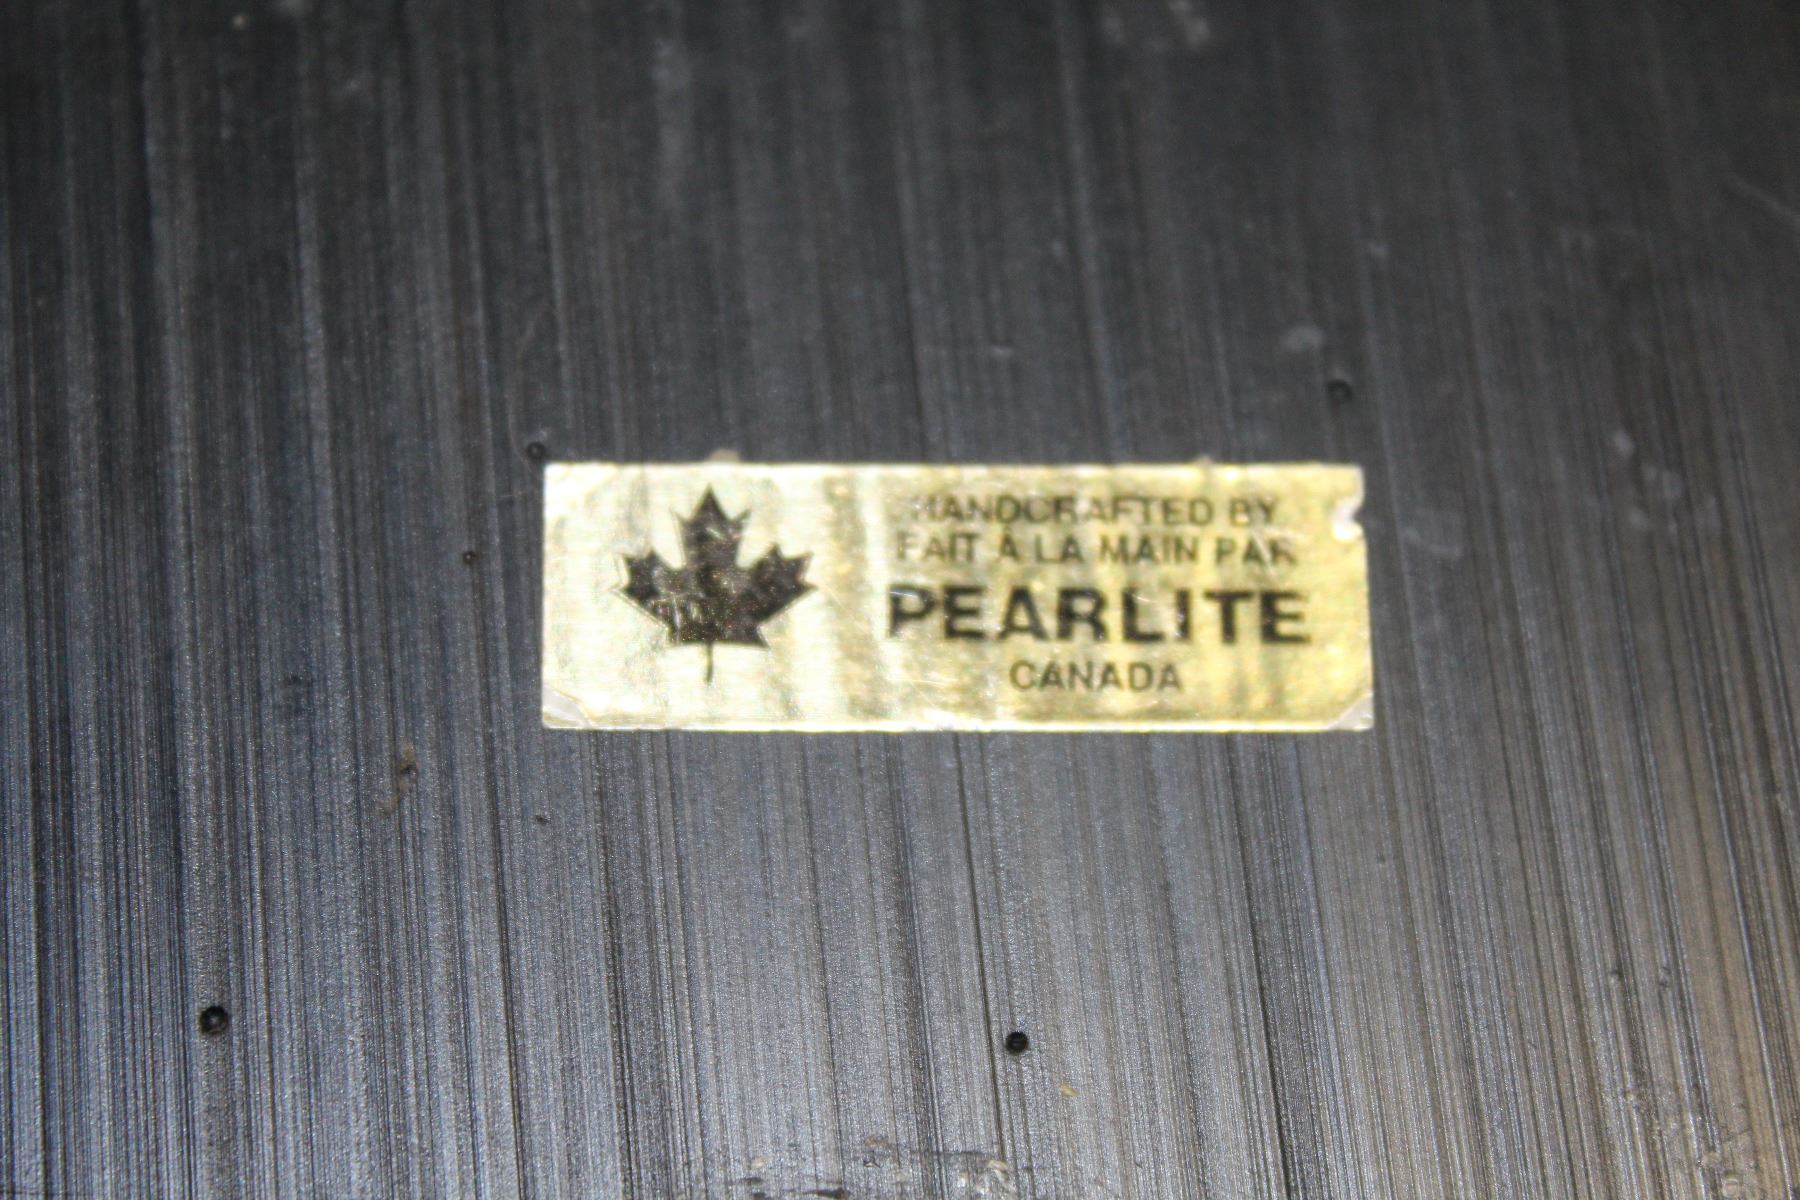 HANDCRAFTED BY
FAIT À LA MAIN PAR
PEARLITE
CANADA